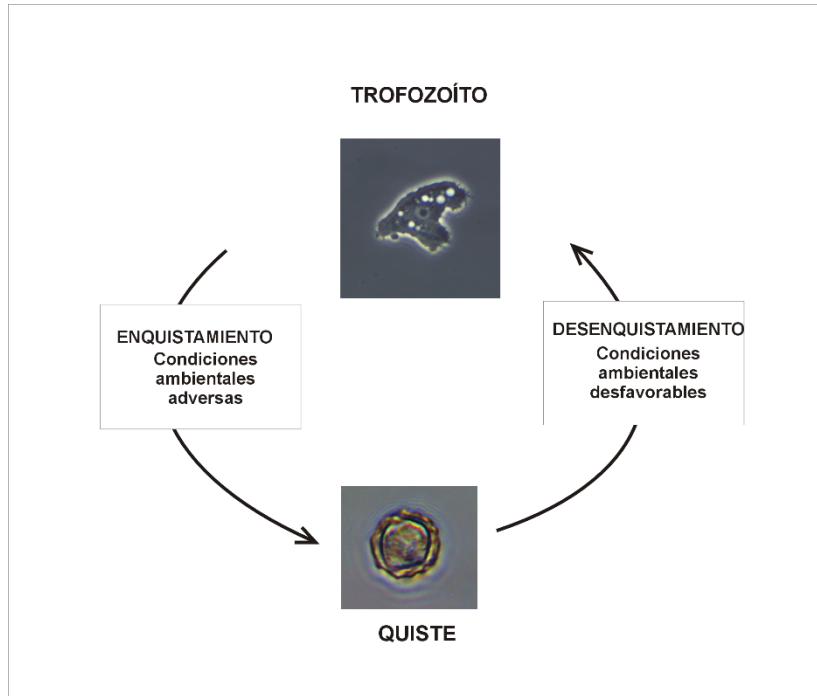 TROFOZOÍTO
ENQUISTAMIENTO
Condiciones
ambientales
adversas
DESENQUISTAMIENTO
Condiciones
ambientales
desfavorables
QUISTE